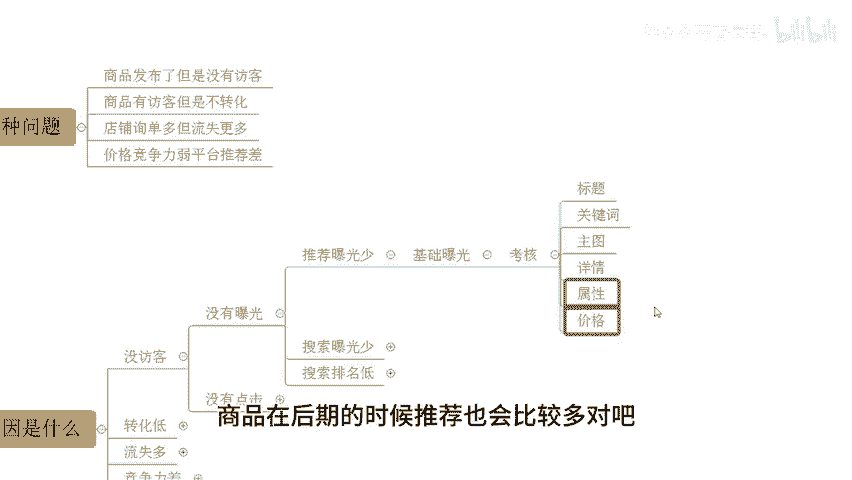 bilibili
商品发布了但是没有访客
商品有访客但是不转化
种问题
店铺询单多但流失更多
价格竞争力弱平台推荐差
标题
关键词
主图
推荐曝光少
基础曝光
考核
详情
属性
价格
没有曝光
搜索曝光少
没访客
搜索排名低
没有点击
商品在后期的时候推荐也会比较多对吧
因是什么
转化低
流失多
竞争力差